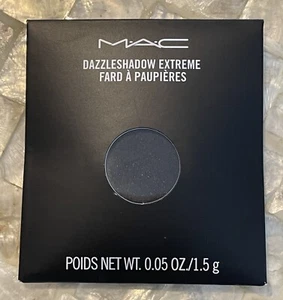 M·A·C
DAZZLESHADOW EXTREME
FARD À PAUPIÈRES
POIDS NET WT. 0.05 OZ./1.5 g